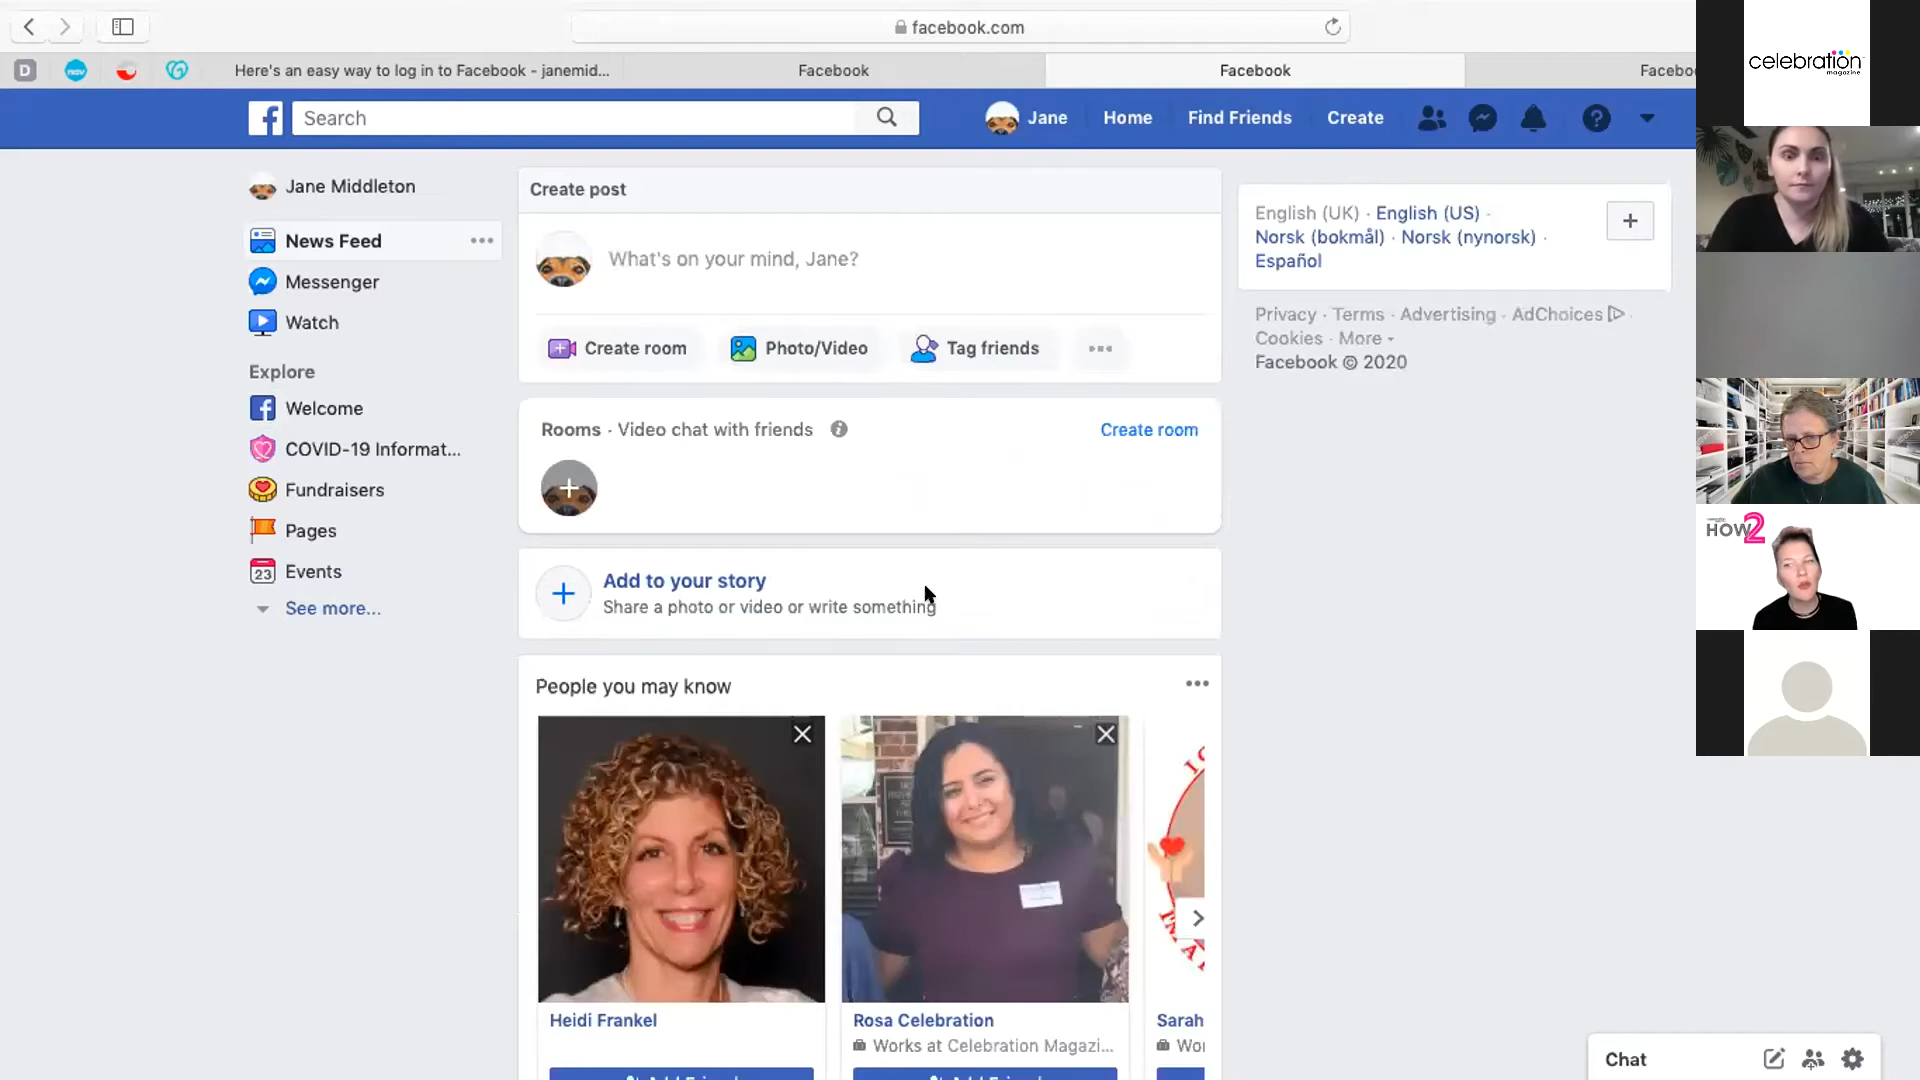 facebook.com
D
nav
Here's an easy way to log in to Facebook - janemid...
Facebook
Facebook
Facebo
Search
Jane
Home
Find Friends
Create
Jane Middleton
News Feed
Messenger
Watch
Explore
Welcome
COVID-19 Informat...
Fundraisers
Pages
23 Events
See more...
Create post
What's on your mind, Jane?
Create room
Photo/Video
Tag friends
Rooms · Video chat with friends
Create room
Add to your story
Share a photo or video or write something
People you may know
Heidi Frankel
Rosa Celebration
Works at Celebration Magazi...
Sarah
Wor
English (UK) · English (US) ·
Norsk (bokmål) · Norsk (nynorsk) ·
Español
Privacy · Terms · Advertising · AdChoices ·
Cookies · More
Facebook © 2020
Chat
celebration
magazine
HOW2